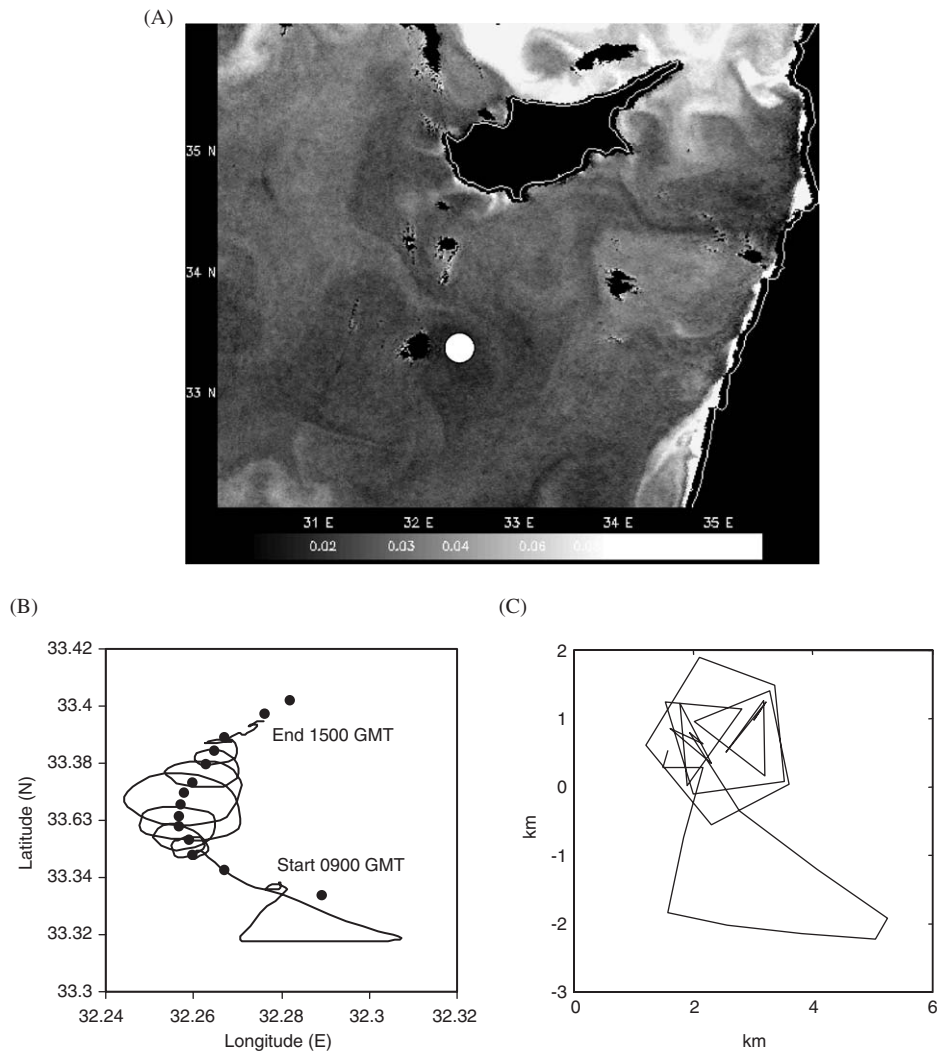 (A)
35 N
34 N
33 N
31 E 32 E 33 E 34 E 35 E
0.02 0.03 0.04 0.06
(B)
33.42
33.4
33.38
33.63
33.34
33.32
33.3
Latitude (N)
End 1500 GMT
Start 0900 GMT
32.24 32.26 32.28 32.3 32.32
Longitude (E)
(C)
2
1
0
-1
-2
-3
km
0 2 4 6
km